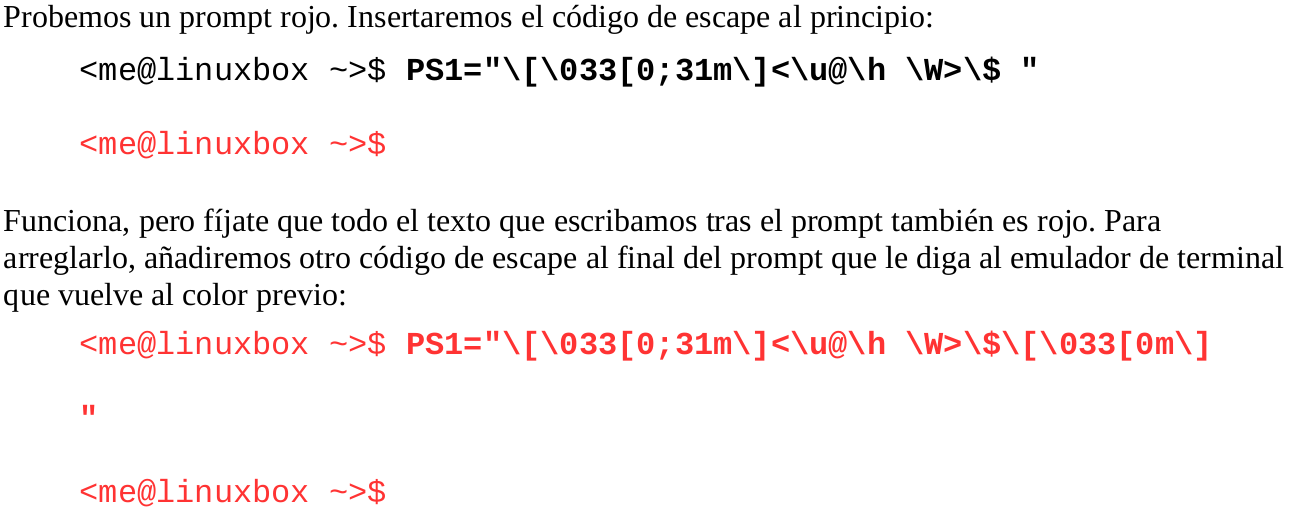 Probemos un prompt rojo. Insertaremos el código de escape al principio:
<me@linuxbox ~>$ PS1="\[\033[0;31m\]<\u@\h \W>\$ "
<me@linuxbox ~>$
Funciona, pero fíjate que todo el texto que escribamos tras el prompt también es rojo. Para
arreglarlo, añadiremos otro código de escape al final del prompt que le diga al emulador de terminal
que vuelve al color previo:
<me@linuxbox ~>$ PS1="\[\033[0;31m\]<\u@\h \W>\$\[\033[0m\]
"
<me@linuxbox ~>$